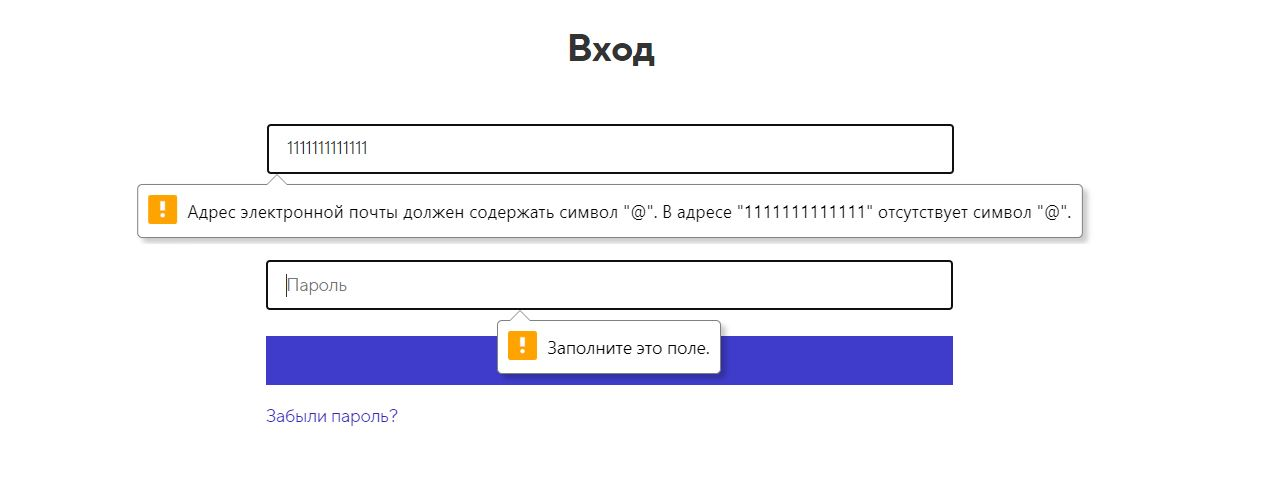 Вход
1111111111111
Адрес электронной почты должен содержать символ "@". В адресе "1111111111111" отсутствует символ "@".
Пароль
Заполните это поле.
Забыли пароль?